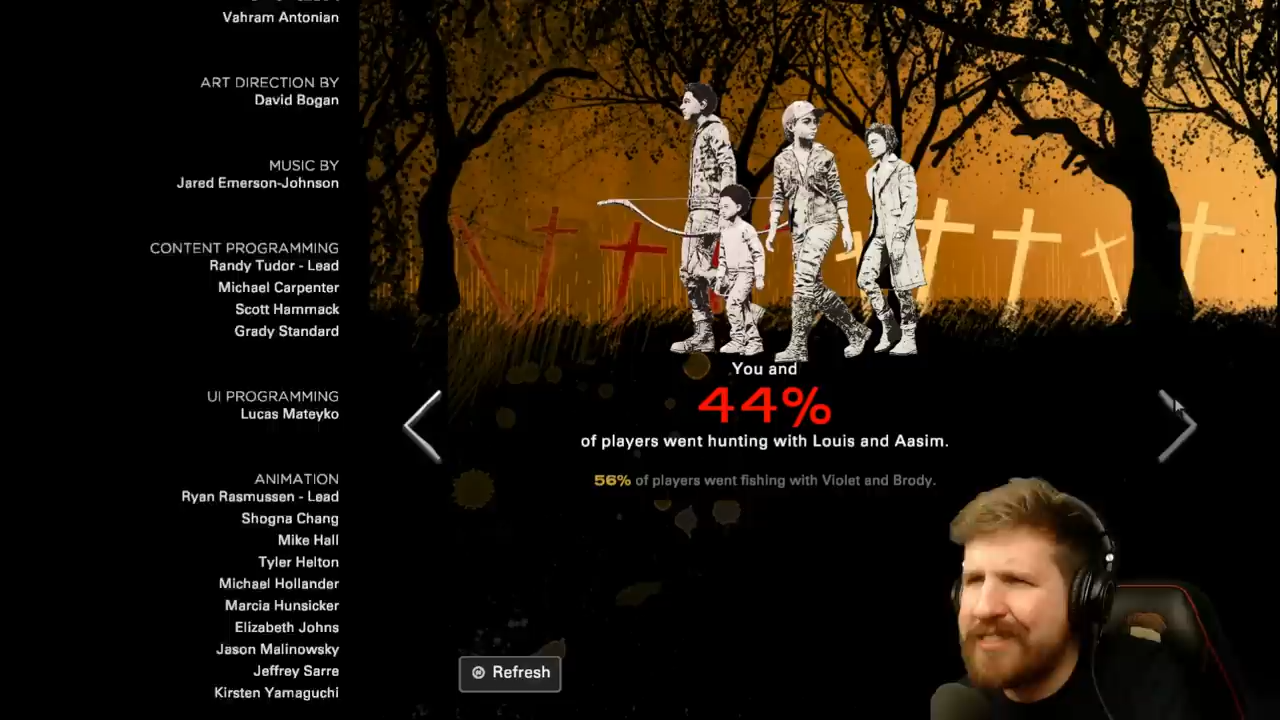 Vahram Antonian
ART DIRECTION BY
David Bogan
MUSIC BY
Jared Emerson-Johnson
CONTENT PROGRAMMING
Randy Tudor - Lead
Michael Carpenter
Scott Hammack
Grady Standard
UI PROGRAMMING
Lucas Mateyko
ANIMATION
Ryan Rasmussen - Lead
Shogna Chang
Mike Hall
Tyler Helton
Michael Hollander
Marcia Hunsicker
Elizabeth Johns
Jason Malinowsky
Jeffrey Sarre
Kirsten Yamaguchi
You and
44%
of players went hunting with Louis and Aasim.
56% of players went fishing with Violet and Brody.
Refresh